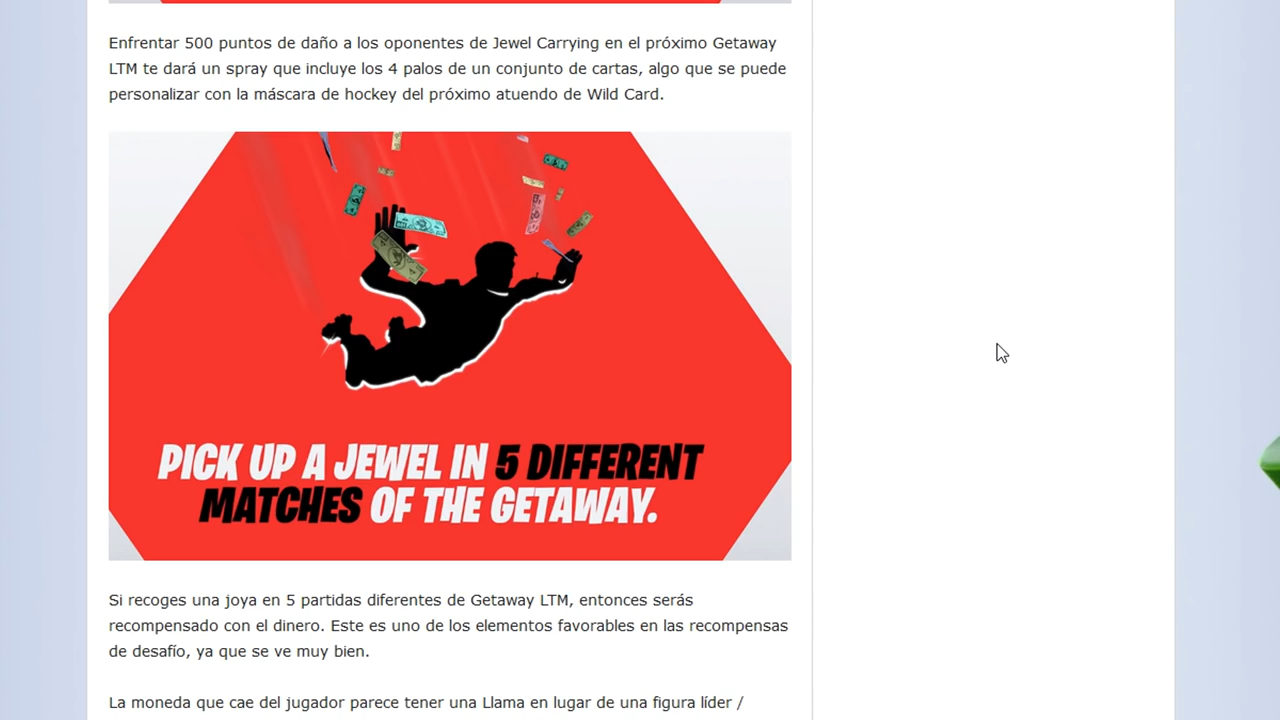 Enfrentar 500 puntos de daño a los oponentes de Jewel Carrying en el próximo Getaway
LTM te dará un spray que incluye los 4 palos de un conjunto de cartas, algo que se puede
personalizar con la máscara de hockey del próximo atuendo de Wild Card.
PICK UP A JEWEL IN 5 DIFFERENT
MATCHES OF THE GETAWAY.
Si recoges una joya en 5 partidas diferentes de Getaway LTM, entonces serás
recompensado con el dinero. Este es uno de los elementos favorables en las recompensas
de desafío, ya que se ve muy bien.
La moneda que cae del jugador parece tener una Llama en lugar de una figura líder /